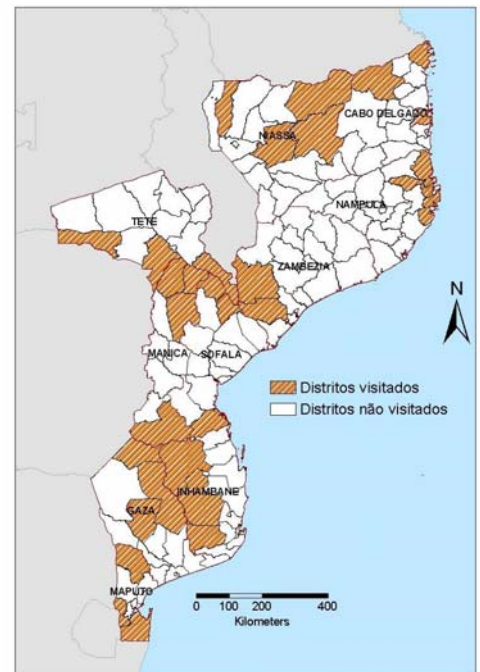 CABO DELGADO
NIASSA
NAMPULA
TETE
ZAMBEZIA
N
MANICA SOFALA
Distritos visitados
Distritos não visitados
INHAMBANE
GAZA
MAPUTO
0 100 200 400
Kilometers